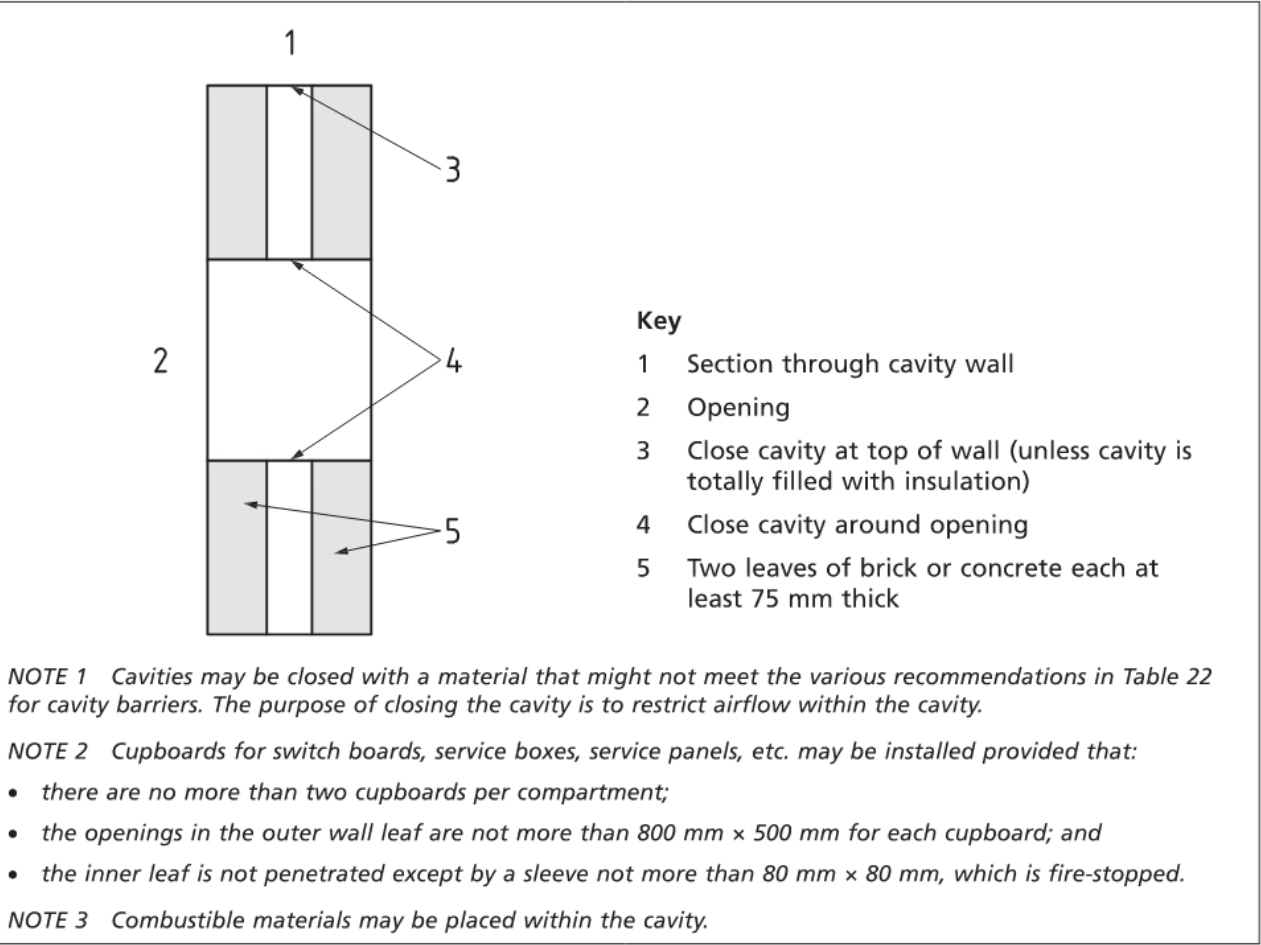 1
3
2
4
5
Key
1 Section through cavity wall
2 Opening
3 Close cavity at top of wall (unless cavity is
totally filled with insulation)
4 Close cavity around opening
5 Two leaves of brick or concrete each at
least 75 mm thick
NOTE 1 Cavities may be closed with a material that might not meet the various recommendations in Table 22
for cavity barriers. The purpose of closing the cavity is to restrict airflow within the cavity.
NOTE 2 Cupboards for switch boards, service boxes, service panels, etc. may be installed provided that:
• there are no more than two cupboards per compartment;
• the openings in the outer wall leaf are not more than 800 mm × 500 mm for each cupboard; and
• the inner leaf is not penetrated except by a sleeve not more than 80 mm × 80 mm, which is fire-stopped.
NOTE 3 Combustible materials may be placed within the cavity.